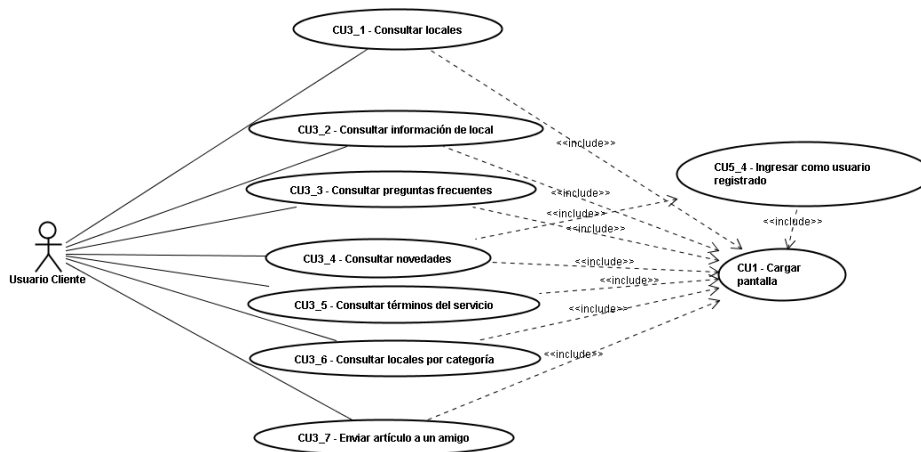 CU3_1 - Consultar locales
CU3_2 - Consultar información de local
<<include>>
CU5_4 - Ingresar como usuario
registrado
CU3_3 - Consultar preguntas frecuentes
<<include>>
<<include>>
<<include>>
<<include>>
Usuario Cliente
CU3_4 - Consultar novedades
<<include>>
CU1 - Cargar
pantalla
<<include>>
CU3_5 - Consultar términos del servicio
<<include>>
CU3_6 - Consultar locales por categoría
<<include>>
CU3_7 - Enviar artículo a un amigo